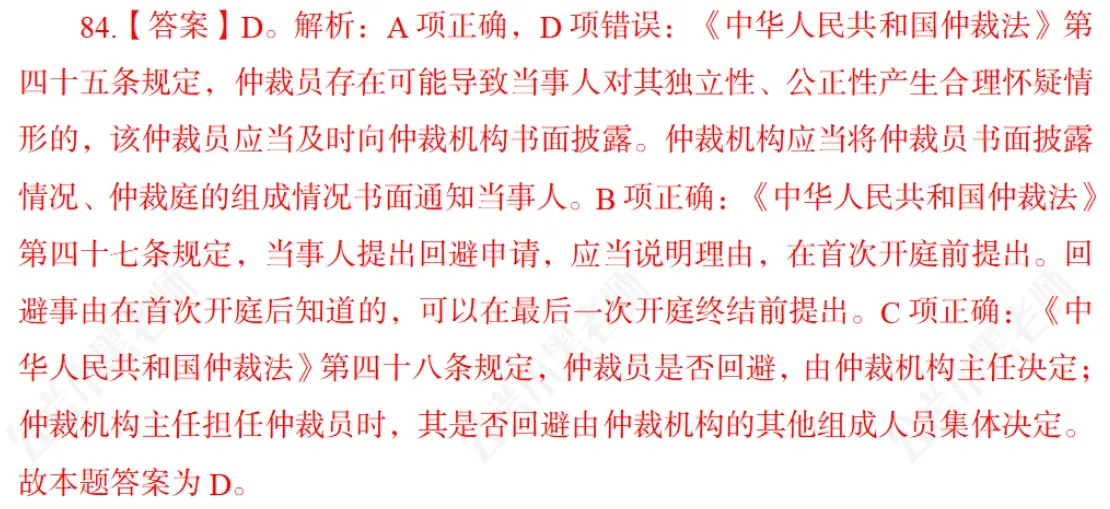 84.【答案】D。解析：A 项正确，D 项错误：《中华人民共和国仲裁法》第
四十五条规定，仲裁员存在可能导致当事人对其独立性、公正性产生合理怀疑情
形的，该仲裁员应当及时向仲裁机构书面披露。仲裁机构应当将仲裁员书面披露
情况、仲裁庭的组成情况书面通知当事人。B 项正确：《中华人民共和国仲裁法》
第四十七条规定，当事人提出回避申请，应当说明理由，在首次开庭前提出。回
避事由在首次开庭后知道的，可以在最后一次开庭终结前提出。C 项正确：《中
华人民共和国仲裁法》第四十八条规定，仲裁员是否回避，由仲裁机构主任决定；
仲裁机构主任担任仲裁员时，其是否回避由仲裁机构的其他组成人员集体决定。
故本题答案为 D。